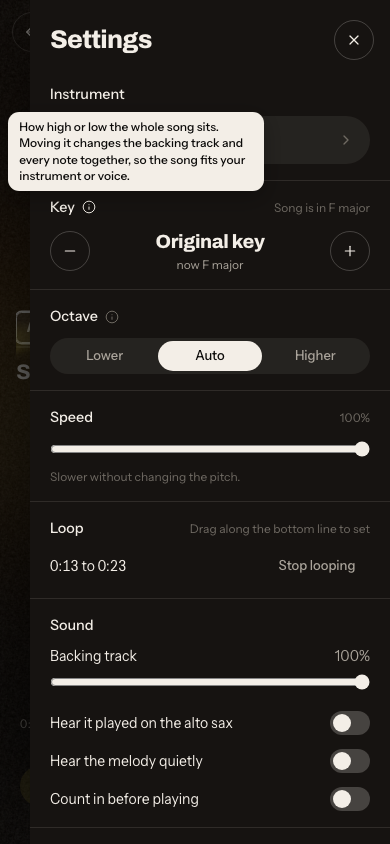 Settings
Instrument
How high or low the whole song sits.
Moving it changes the backing track and
every note together, so the song fits your
instrument or voice.
Key
Song is in F major
Original key
now F major
Octave
Lower
Auto
Higher
Speed
100%
Slower without changing the pitch.
Loop
Drag along the bottom line to set
0:13 to 0:23
Stop looping
Sound
Backing track
100%
Hear it played on the alto sax
Hear the melody quietly
Count in before playing